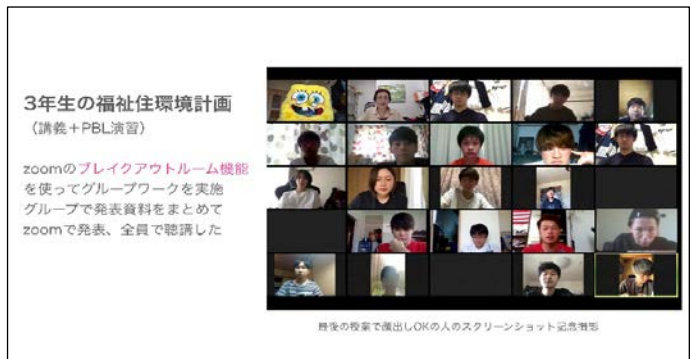 3年生の福祉住環境計画
（講義＋PBL演習）
zoomのブレイクアウトルーム機能
を使ってグループワークを実施
グループで発表資料をまとめて
zoomで発表、全員で聴講した
最後の授業で顔出しOKの人のスクリーンショット記念撮影